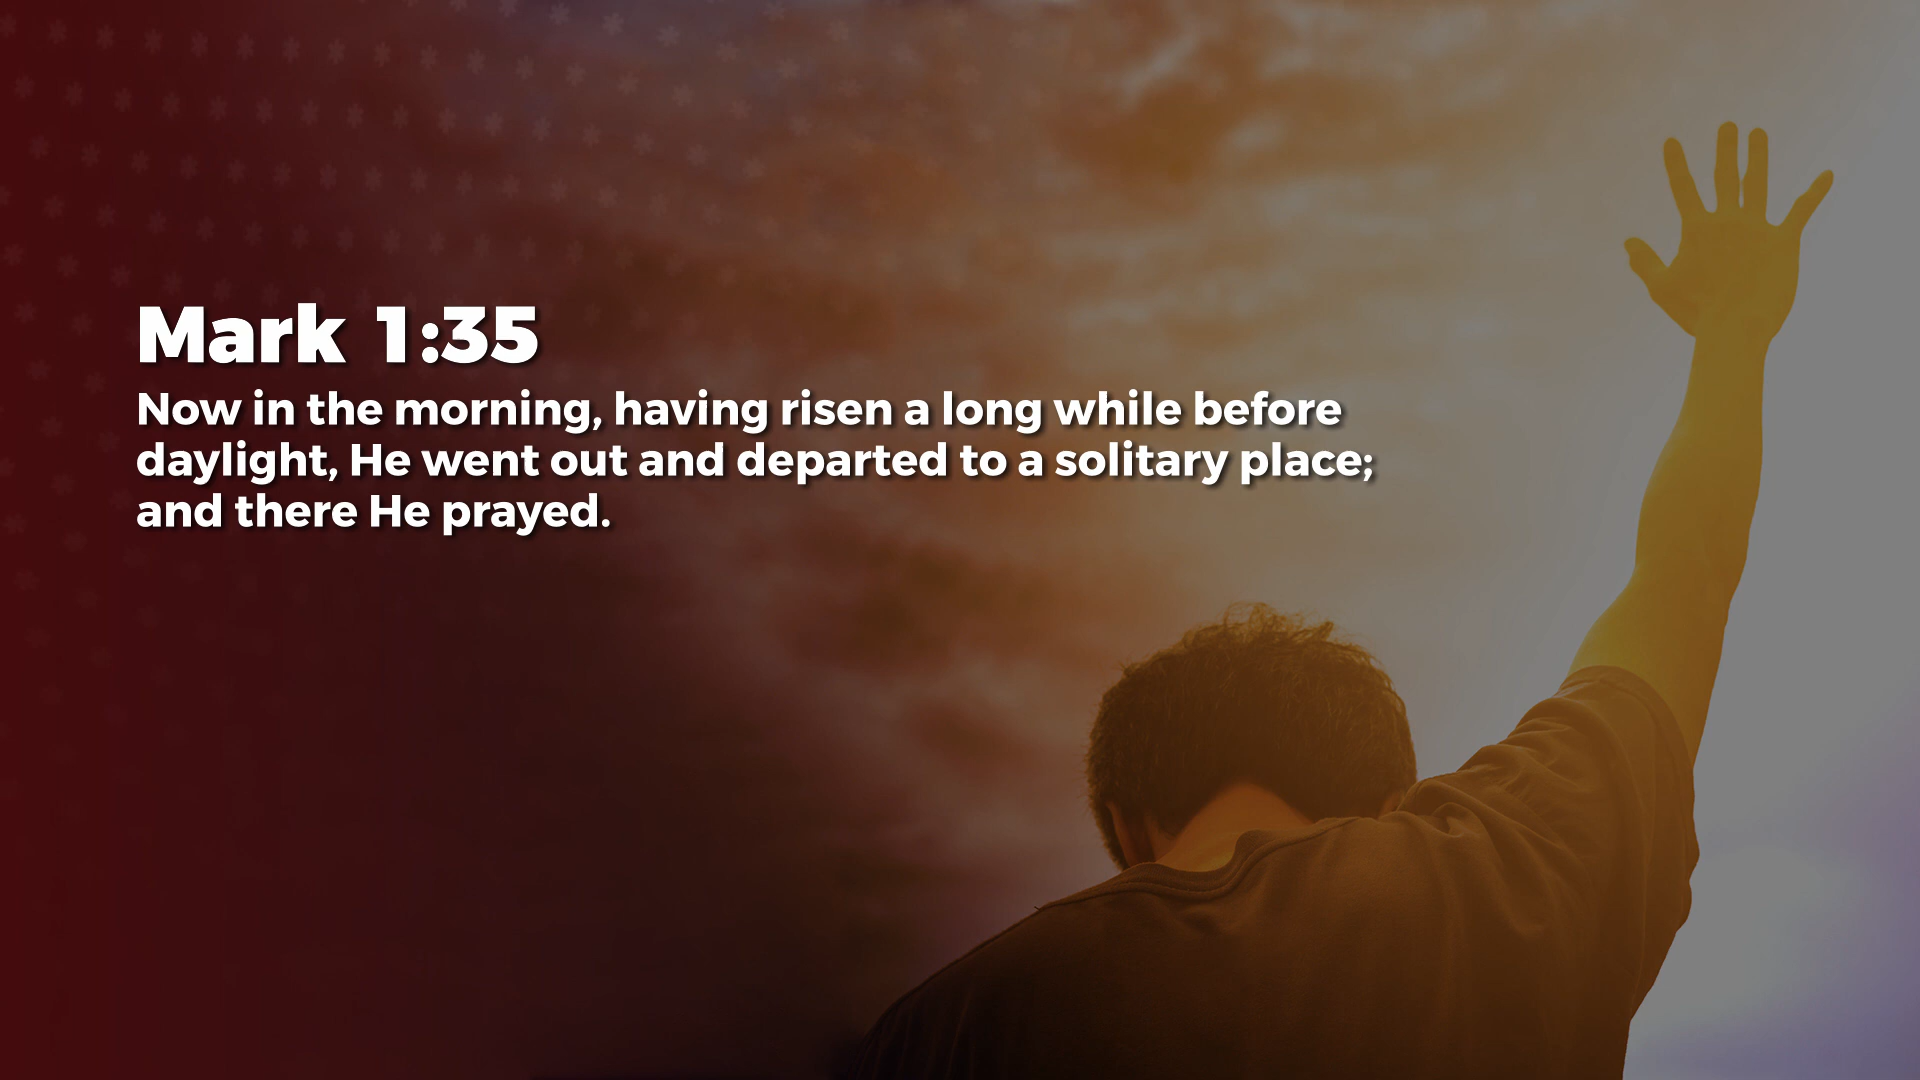 Mark 1:35
Now in the morning, having risen a long while before
daylight, He went out and departed to a solitary place;
and there He prayed.